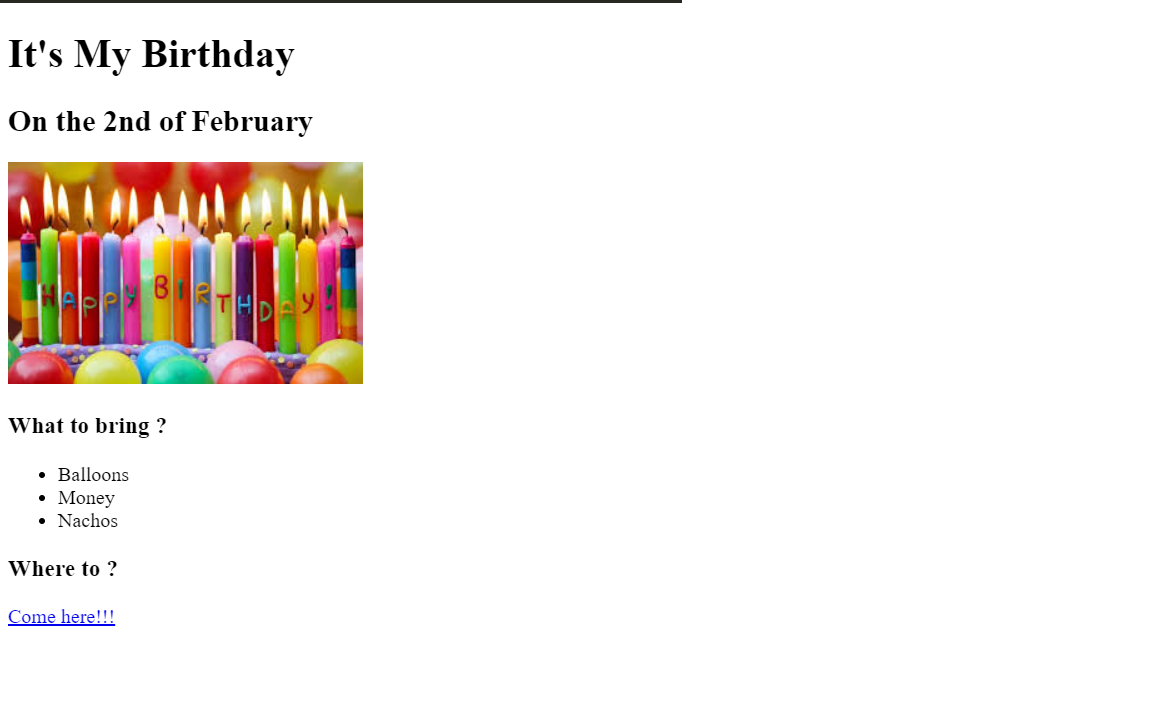 It's My Birthday
On the 2nd of February
HAPPY BIRTHDAY!
What to bring ?
Balloons
Money
Nachos
Where to ?
Come here!!!